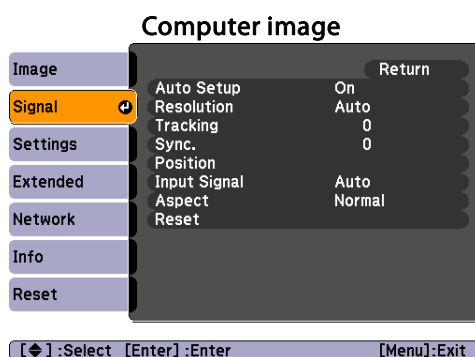 Computer image
Image
Signal
Settings
Extended
Network
Info
Reset
Return
Auto Setup On
Resolution Auto
Tracking 0
Sync. 0
Position
Input Signal Auto
Aspect Normal
Reset
[◆] :Select [Enter] :Enter [Menu]:Exit